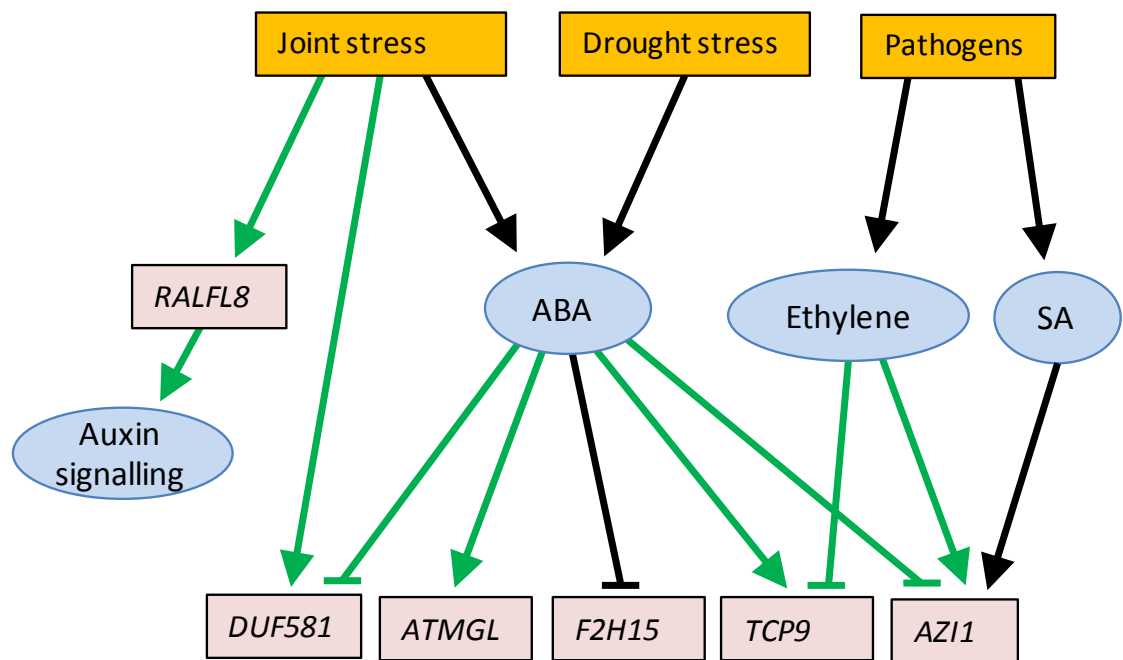 Joint stress
Drought stress
Pathogens
RALFL8
ABA
Ethylene
SA
Auxin
signalling
DUF581
ATMGL
F2H15
TCP9
AZI1